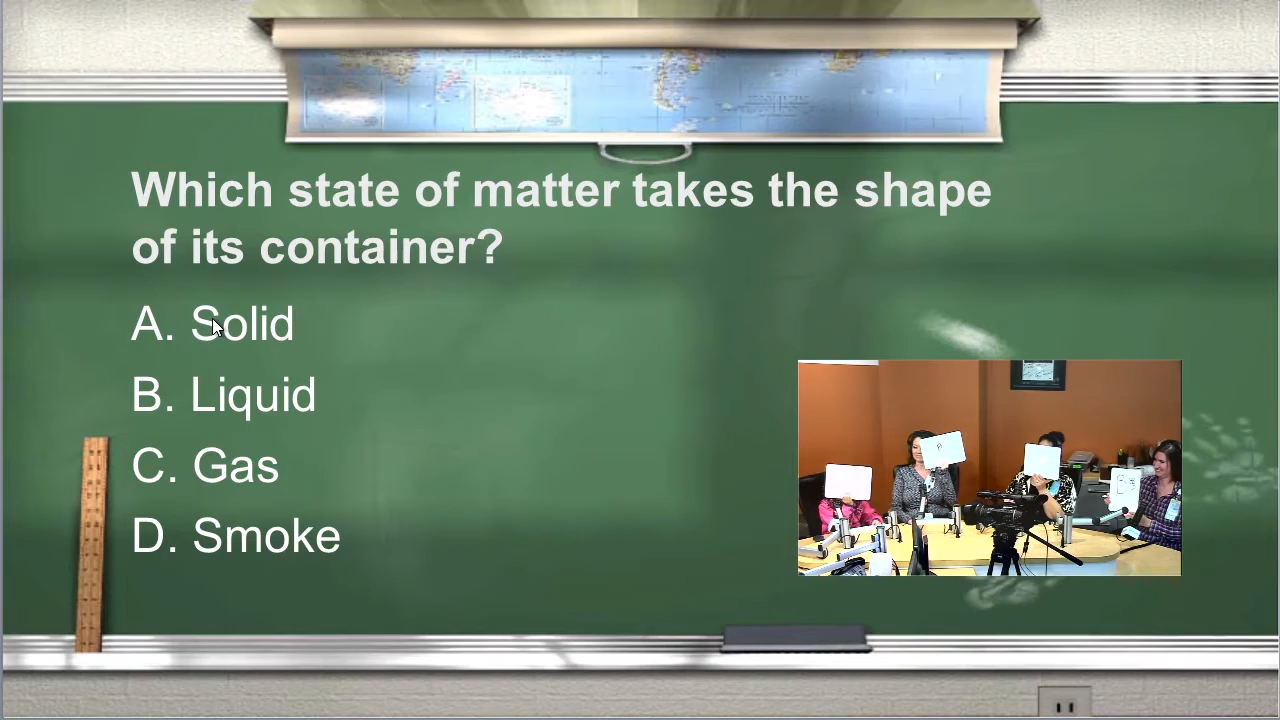 Which state of matter takes the shape
of its container?
A. Solid
B. Liquid
C. Gas
D. Smoke